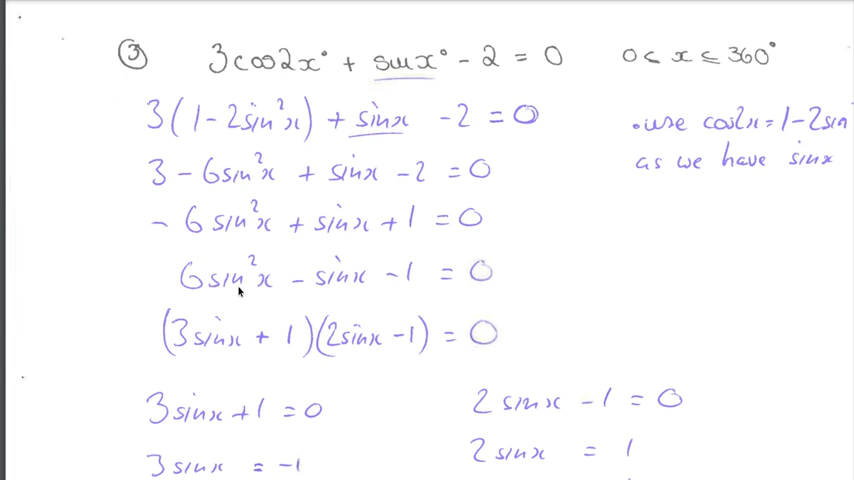 ③ 3cos2x° + sinx° - 2 = 0 0 < x ≤ 360°
3(1-2sin²x) + sinx - 2 = 0
• use cos2x = 1-2sin
3 - 6sin²x + sinx - 2 = 0
as we have sinx
- 6sin²x + sinx + 1 = 0
6sin²x - sinx - 1 = 0
(3sinx + 1)(2sinx - 1) = 0
3sinx + 1 = 0 2sinx - 1 = 0
3sinx = -1 2sinx = 1